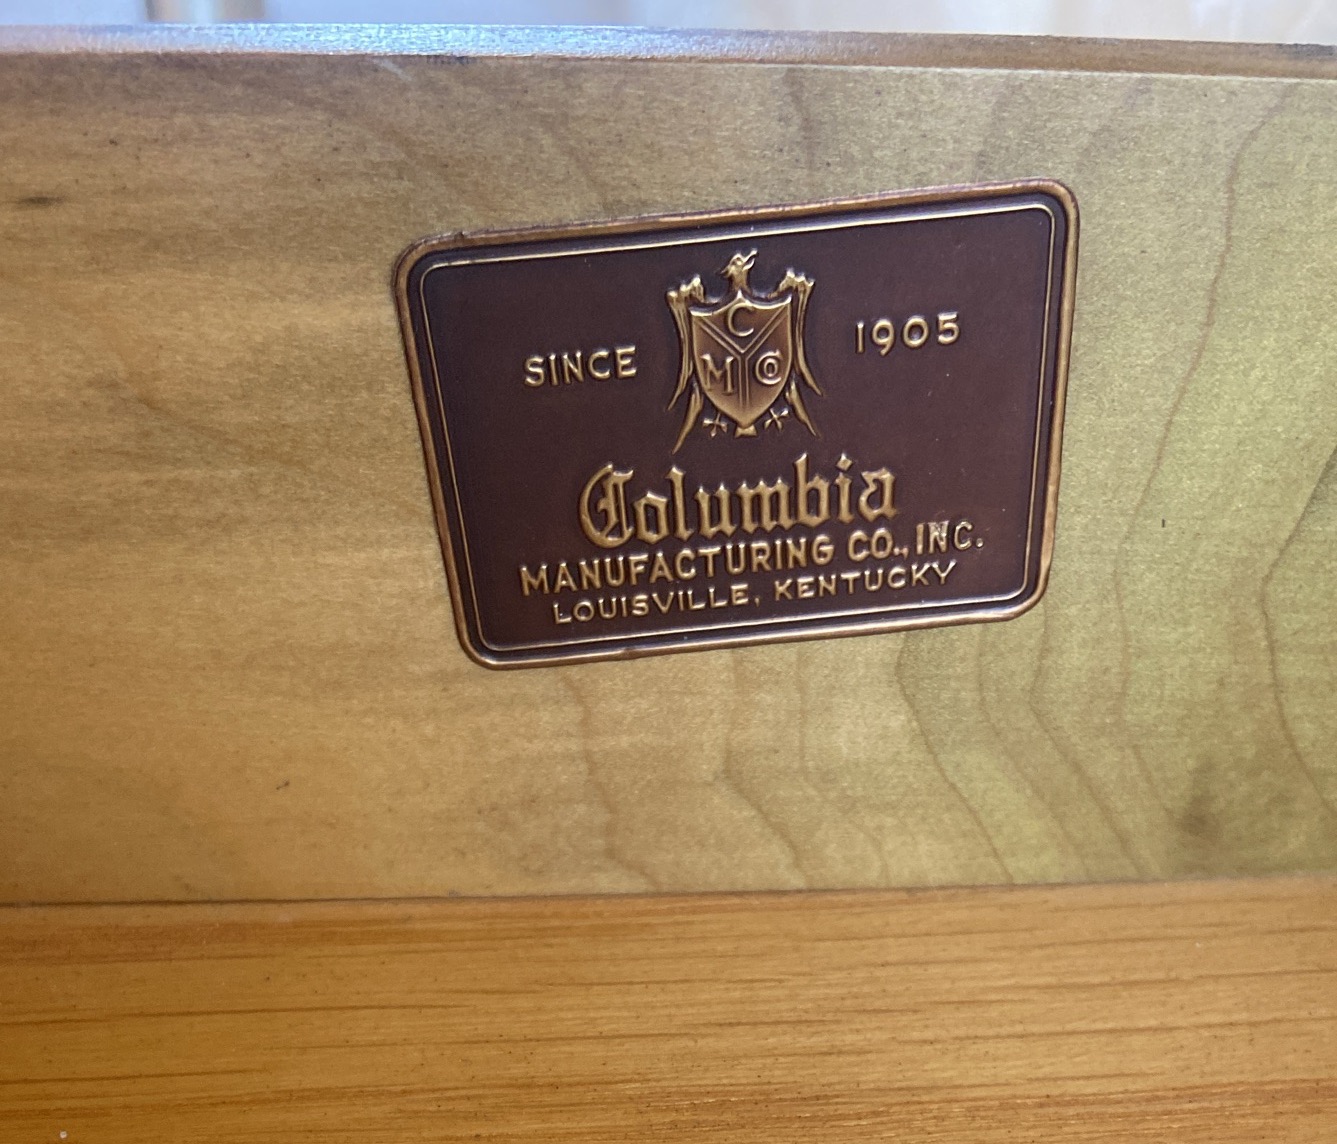 C
M CO
SINCE 1905
Columbia
MANUFACTURING CO., INC.
LOUISVILLE, KENTUCKY